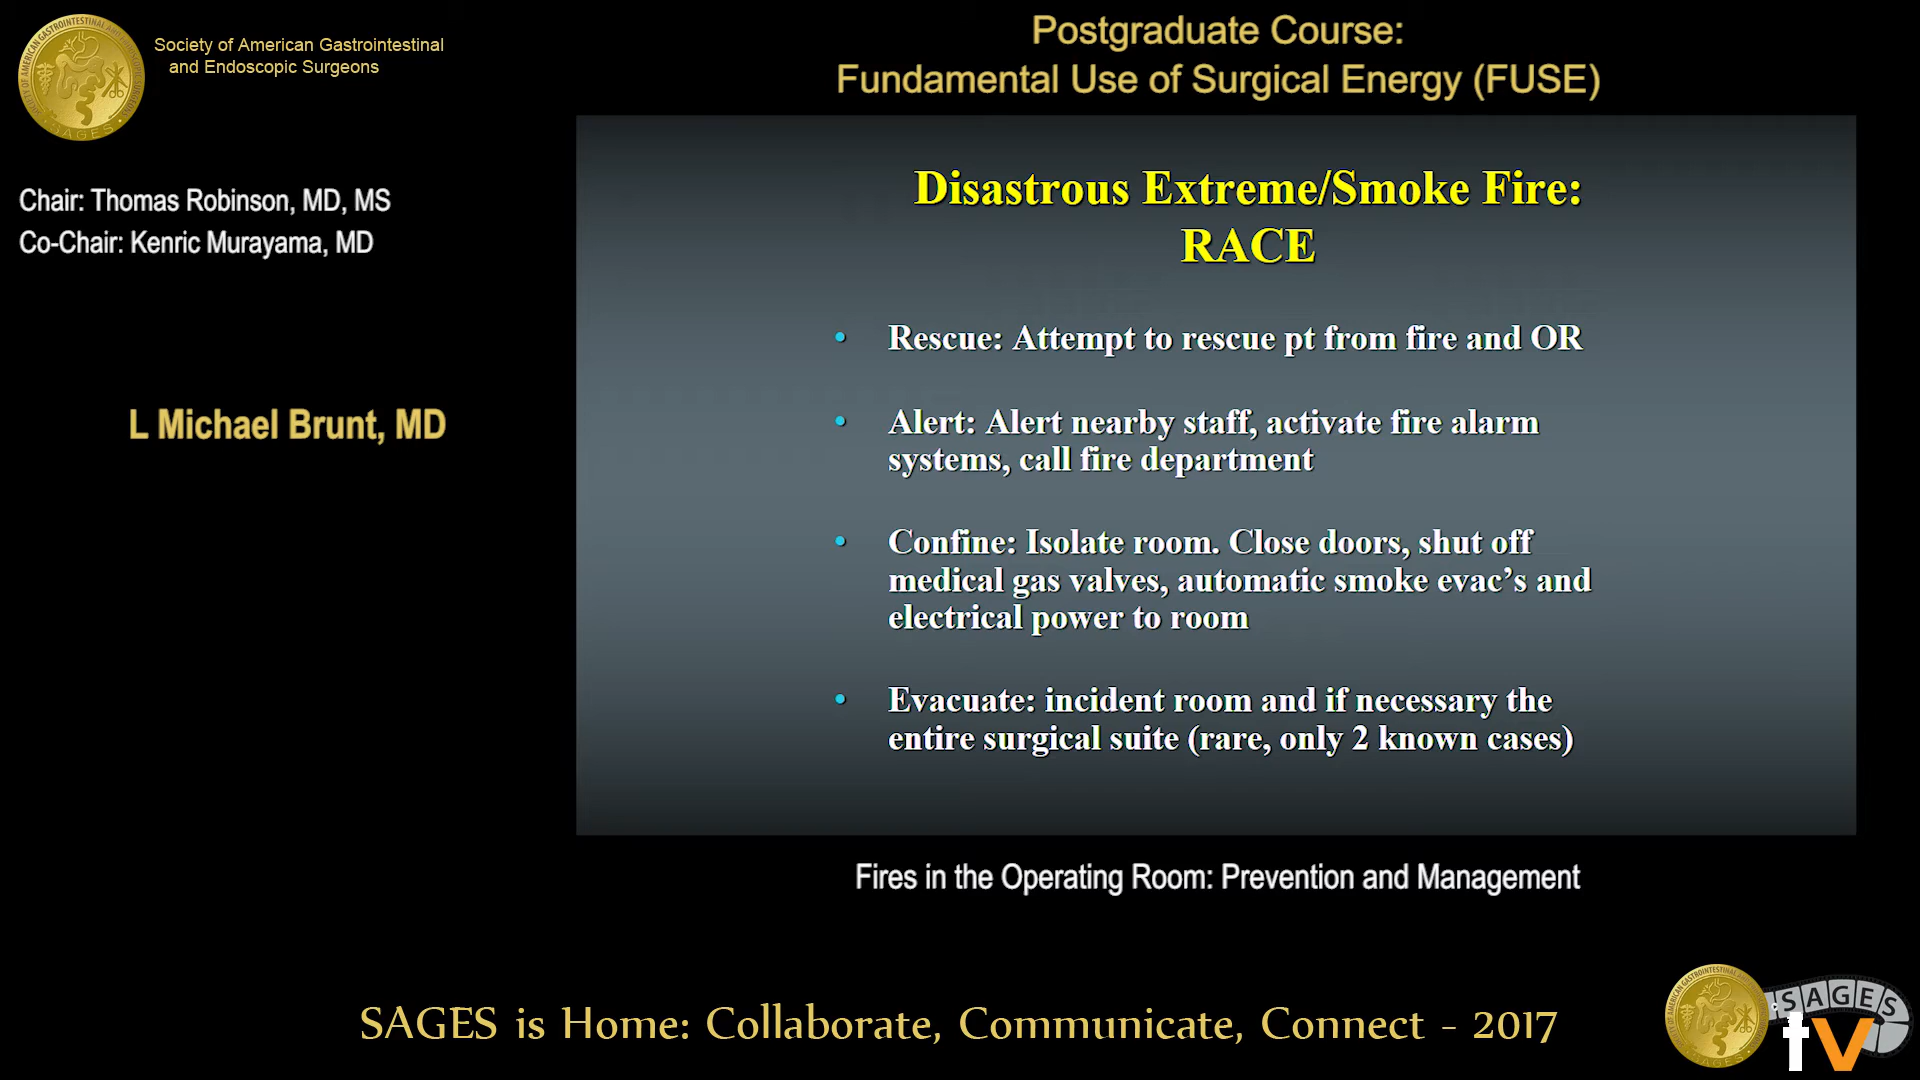 Society of American Gastrointestinal
and Endoscopic Surgeons
Postgraduate Course:
Fundamental Use of Surgical Energy (FUSE)
Chair: Thomas Robinson, MD, MS
Co-Chair: Kenric Murayama, MD
L Michael Brunt, MD
Disastrous Extreme/Smoke Fire:
RACE
• Rescue: Attempt to rescue pt from fire and OR
• Alert: Alert nearby staff, activate fire alarm
systems, call fire department
• Confine: Isolate room. Close doors, shut off
medical gas valves, automatic smoke evac’s and
electrical power to room
• Evacuate: incident room and if necessary the
entire surgical suite (rare, only 2 known cases)
Fires in the Operating Room: Prevention and Management
SAGES is Home: Collaborate, Communicate, Connect - 2017
SAGES
tv